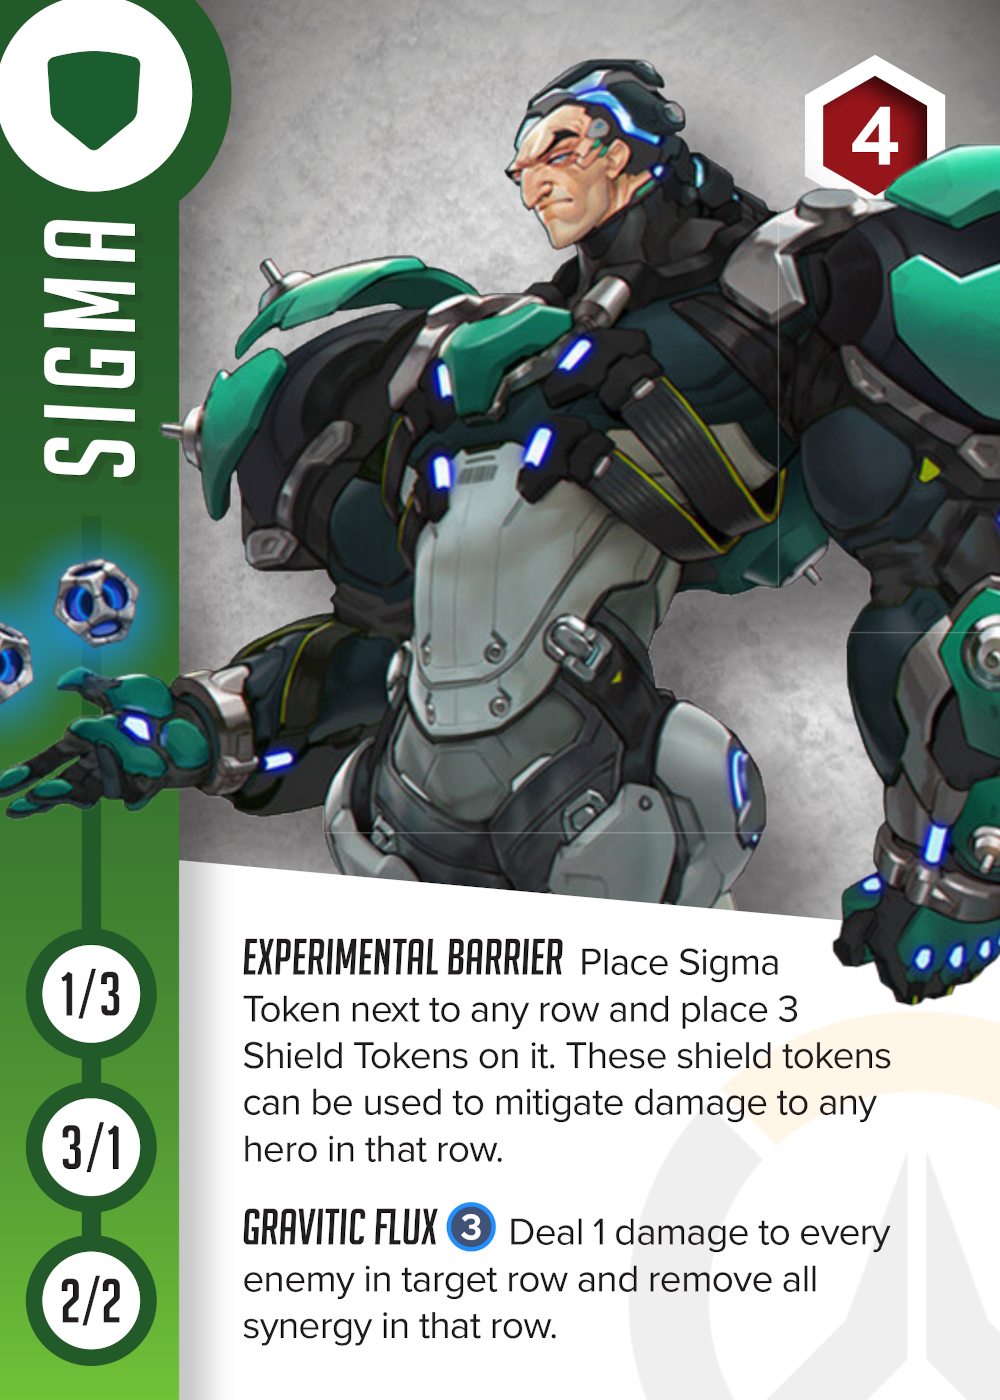 4
SIGMA
1/3
3/1
2/2
EXPERIMENTAL BARRIER Place Sigma
Token next to any row and place 3
Shield Tokens on it. These shield tokens
can be used to mitigate damage to any
hero in that row.
GRAVITIC FLUX 3 Deal 1 damage to every
enemy in target row and remove all
synergy in that row.